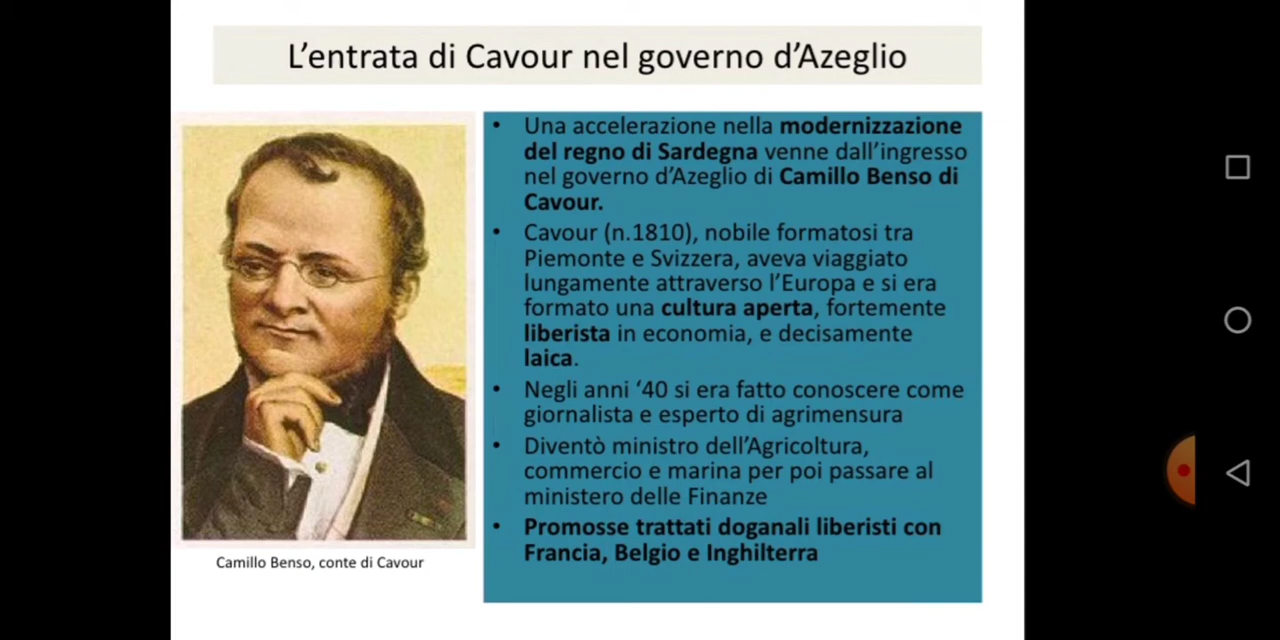 L’entrata di Cavour nel governo d’Azeglio
• Una accelerazione nella modernizzazione
del regno di Sardegna venne dall’ingresso
nel governo d’Azeglio di Camillo Benso di
Cavour.
• Cavour (n.1810), nobile formatosi tra
Piemonte e Svizzera, aveva viaggiato
lungamente attraverso l’Europa e si era
formato una cultura aperta, fortemente
liberista in economia, e decisamente
laica.
• Negli anni ‘40 si era fatto conoscere come
giornalista e esperto di agrimensura
• Diventò ministro dell’Agricoltura,
commercio e marina per poi passare al
ministero delle Finanze
• Promosse trattati doganali liberisti con
Francia, Belgio e Inghilterra
Camillo Benso, conte di Cavour